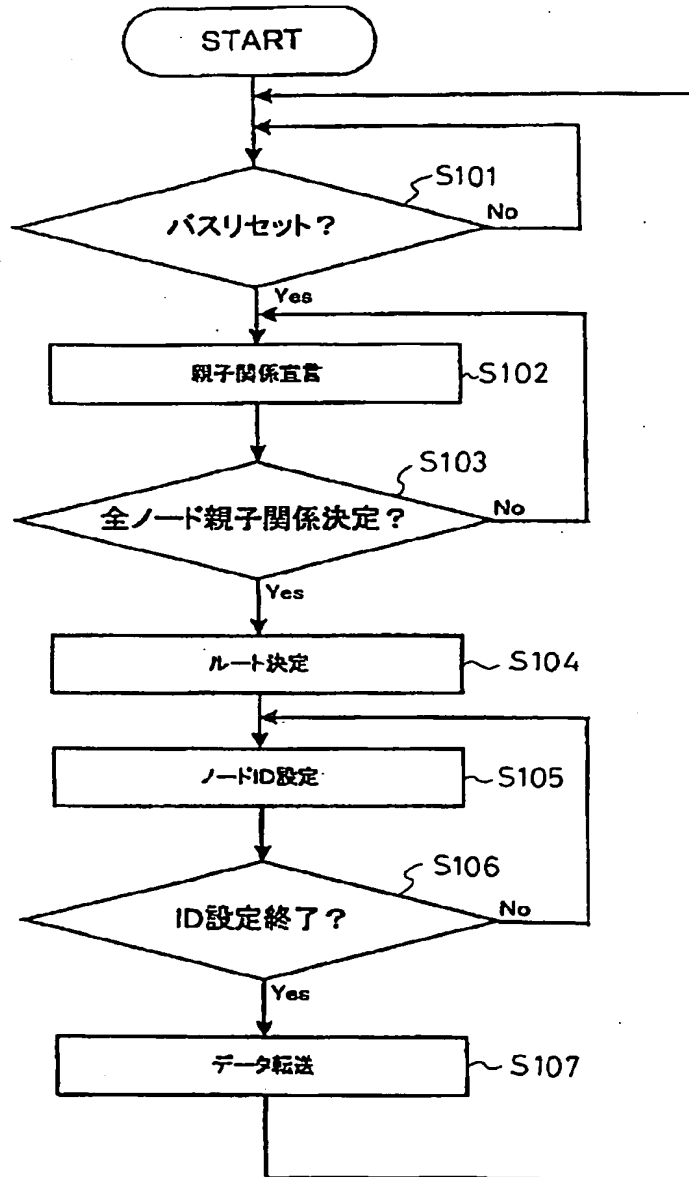 START
S101
バスリセット?
No
Yes
親子関係宣言
S102
S103
全ノード親子関係決定?
No
Yes
ルート決定
S104
ノードID設定
S105
S106
ID設定終了?
No
Yes
データ転送
S107